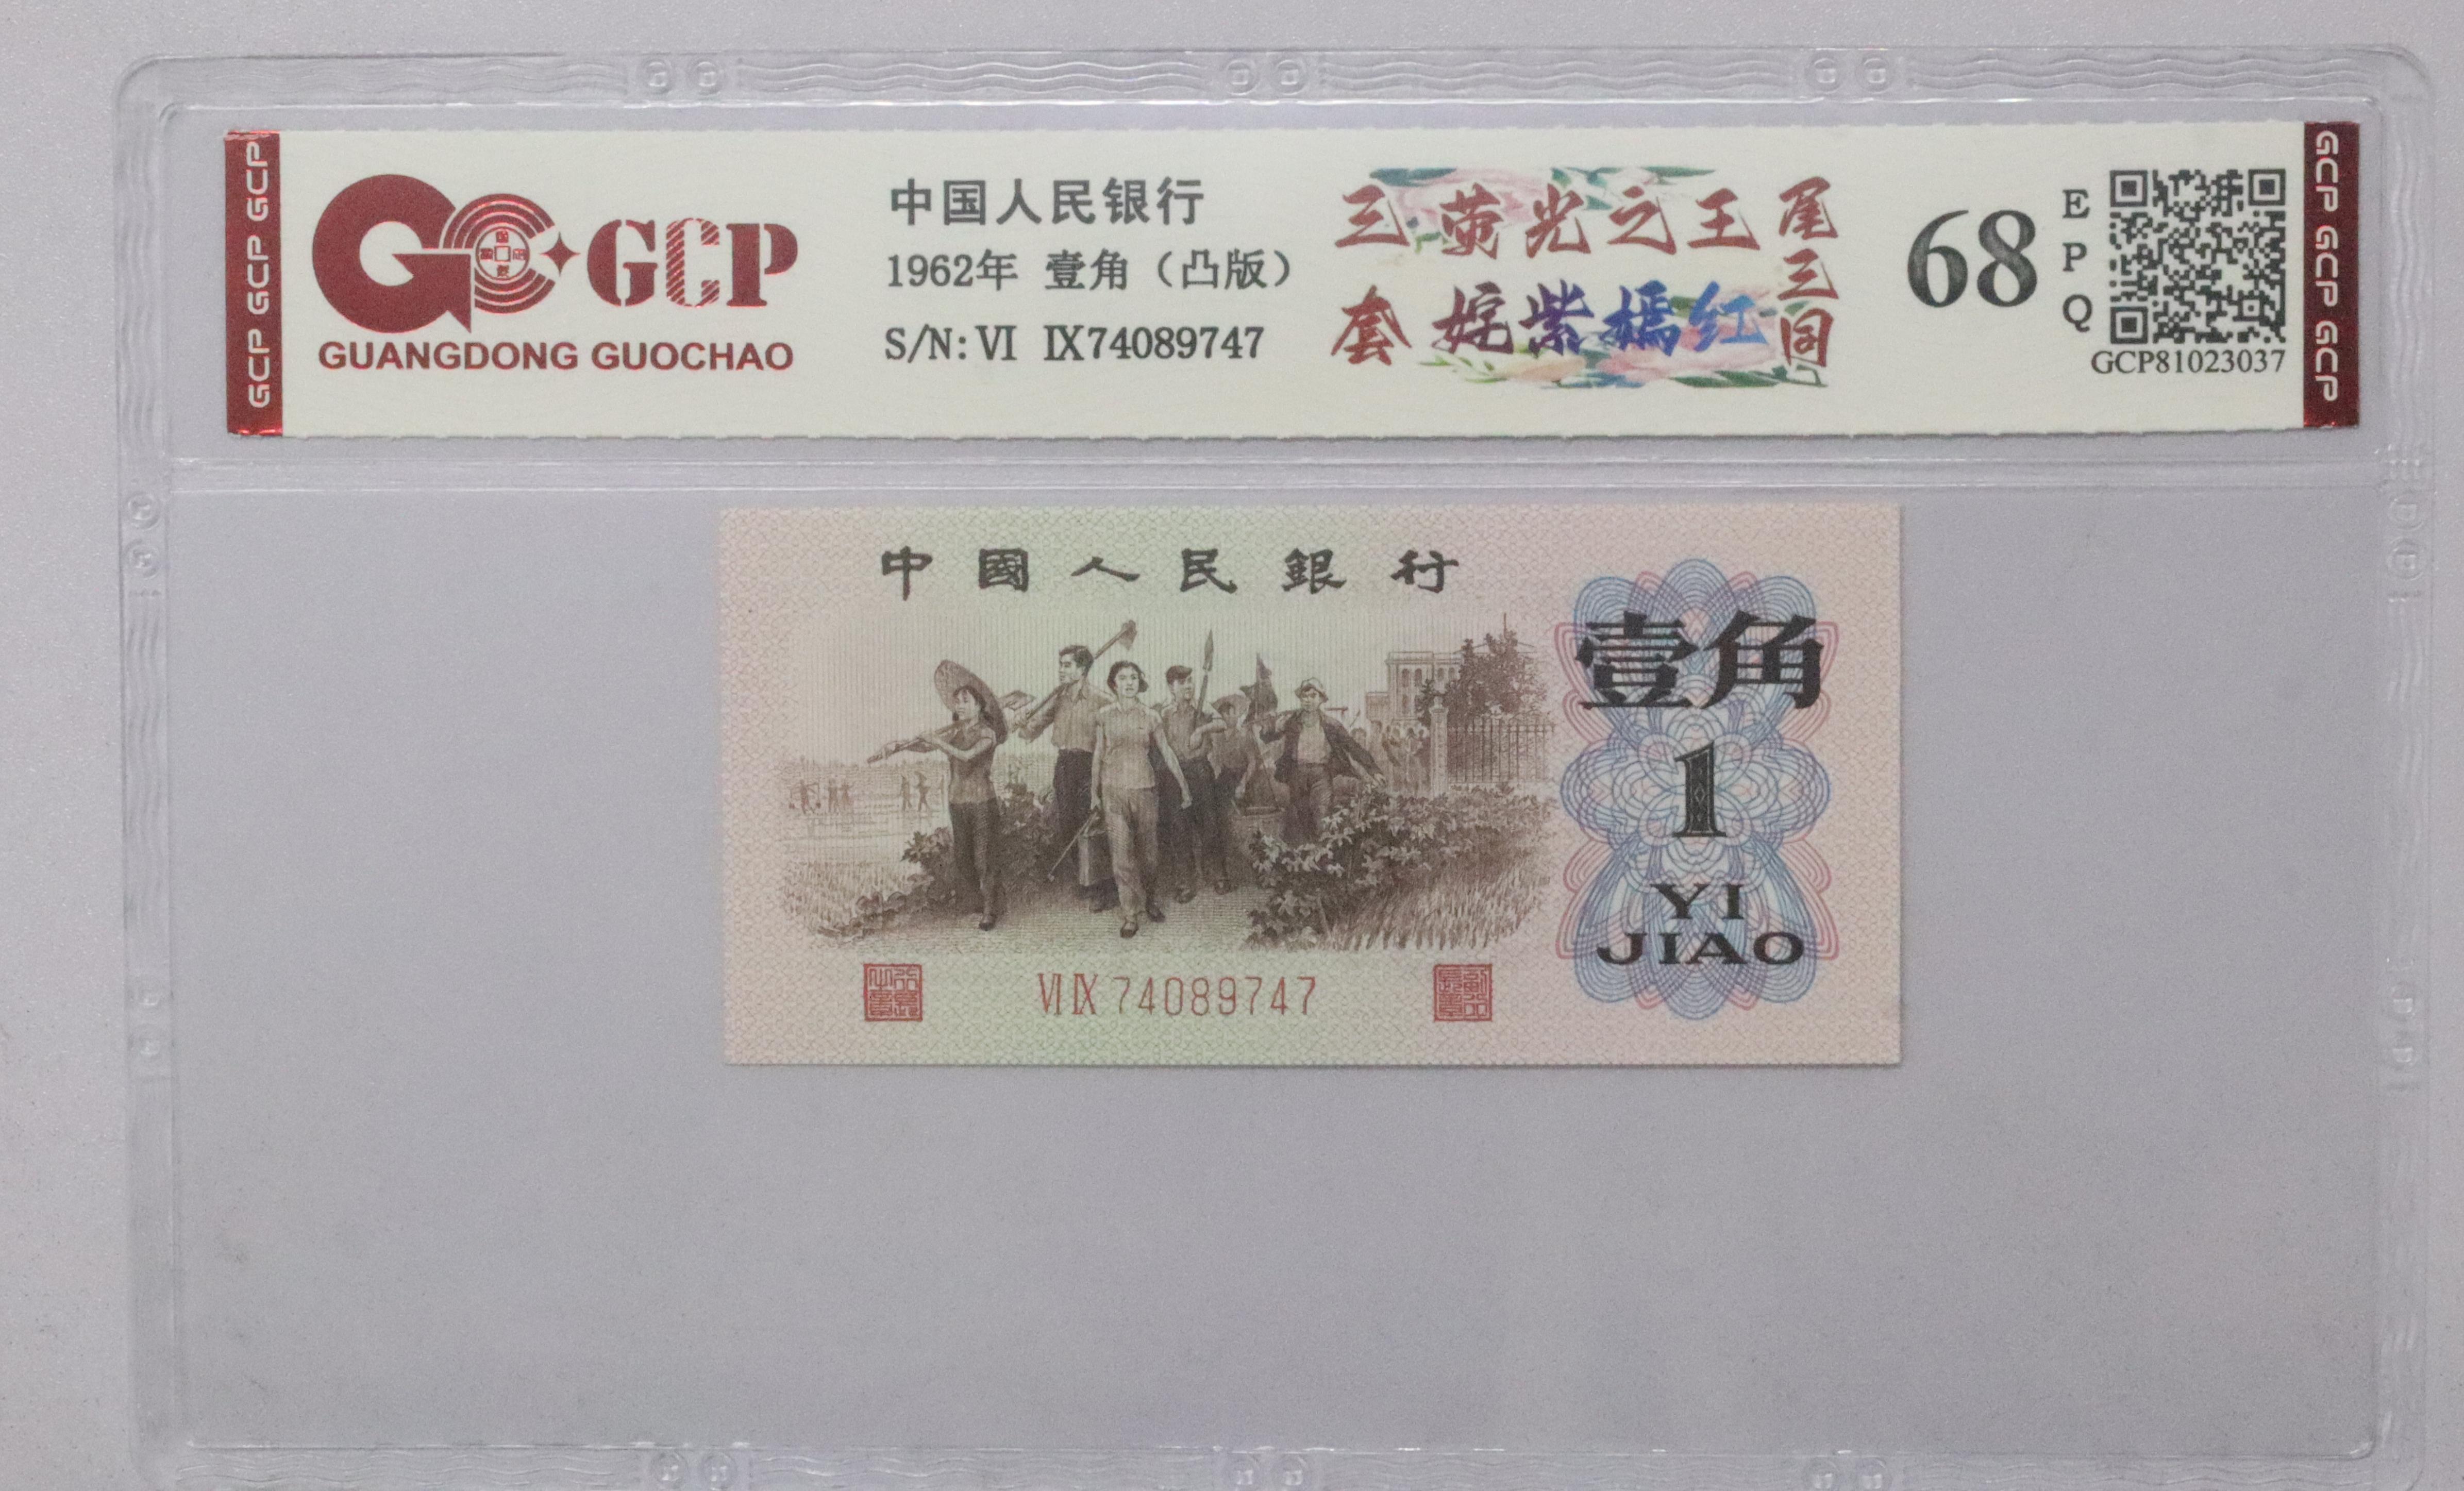 GCP GCP GCP
GCP
GUANGDONG GUOCHAO
中国人民银行
1962年 壹角（凸版）
S/N: VI IX74089747
三套
荧光之王
姹紫嫣红
尾三同
68
EPQ
GCP81023037
GCP GCP GCP
中國人民銀行
壹角
1
YI
JIAO
VI IX 74089747